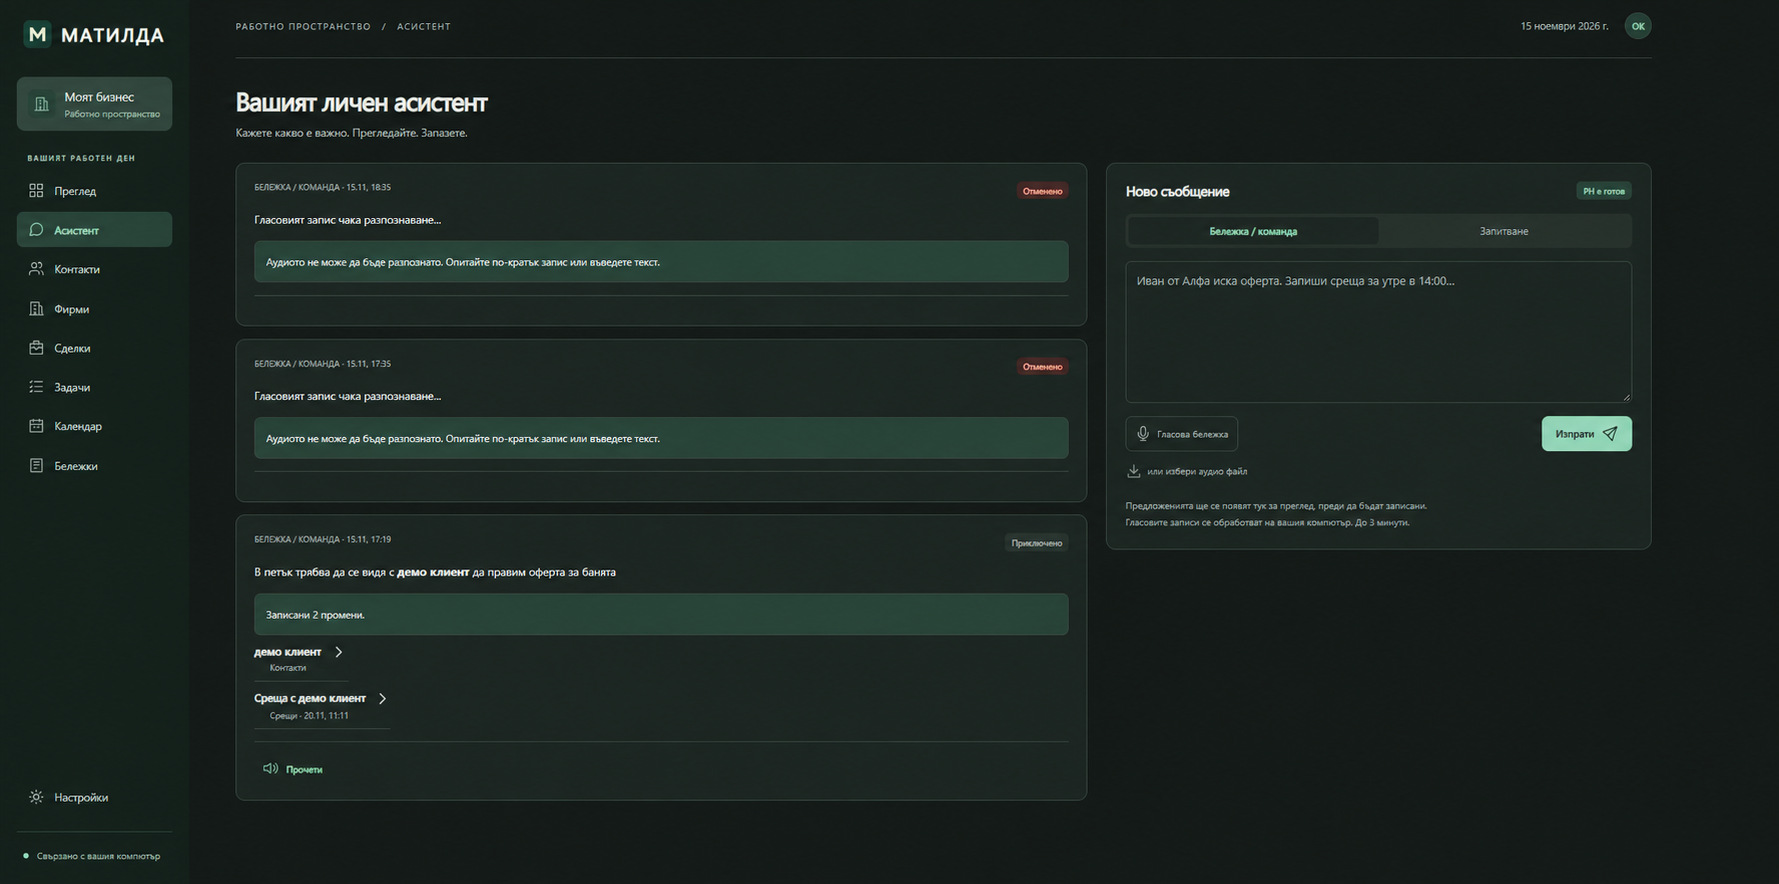 M МАТИЛДА
Моят бизнес
Работно пространство
ВАШИЯТ РАБОТЕН ДЕН
Преглед
Асистент
Контакти
Фирми
Сделки
Задачи
Календар
Бележки
Настройки
Свързано с вашия компютър
РАБОТНО ПРОСТРАНСТВО / АСИСТЕНТ
15 ноември 2026 г.
ОК
Вашият личен асистент
Кажете какво е важно. Прегледайте. Запазете.
БЕЛЕЖКА / КОМАНДА · 15.11, 18:35
Отменено
Гласовият запис чака разпознаване...
Аудиото не може да бъде разпознато. Опитайте по-кратък запис или въведете текст.
БЕЛЕЖКА / КОМАНДА · 15.11, 17:35
Отменено
Гласовият запис чака разпознаване...
Аудиото не може да бъде разпознато. Опитайте по-кратък запис или въведете текст.
БЕЛЕЖКА / КОМАНДА · 15.11, 17:19
Приключено
В петък трябва да се видя с демо клиент да правим оферта за банята
Записани 2 промени.
демо клиент
Контакти
Среща с демо клиент
Срещи · 20.11, 11:11
Прочети
Ново съобщение
PH е готов
Бележка / команда
Запитване
Иван от Алфа иска оферта. Запиши среща за утре в 14:00...
Гласова бележка
Изпрати
или избери аудио файл
Предложенията ще се появят тук за преглед, преди да бъдат записани.
Гласовите записи се обработват на вашия компютър. До 3 минути.